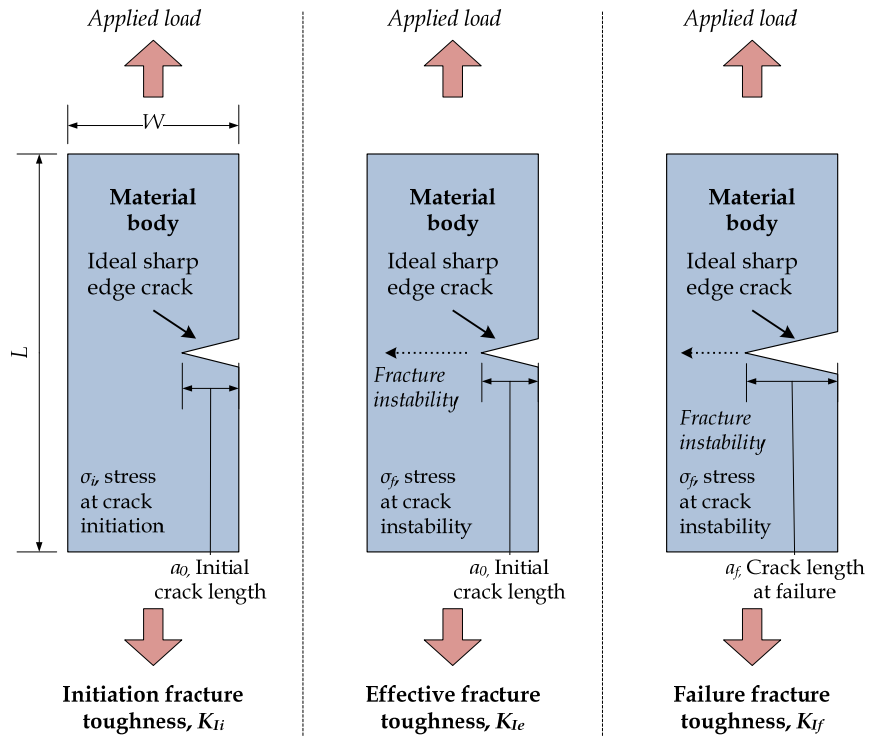 Applied load
W
L
Material
body
Ideal sharp
edge crack
σi, stress
at crack
initiation
a0, Initial
crack length
Initiation fracture
toughness, KIi
Applied load
Material
body
Ideal sharp
edge crack
Fracture
instability
σf, stress
at crack
instability
a0, Initial
crack length
Effective fracture
toughness, KIe
Applied load
Material
body
Ideal sharp
edge crack
Fracture
instability
σf, stress
at crack
instability
af, Crack length
at failure
Failure fracture
toughness, KIf